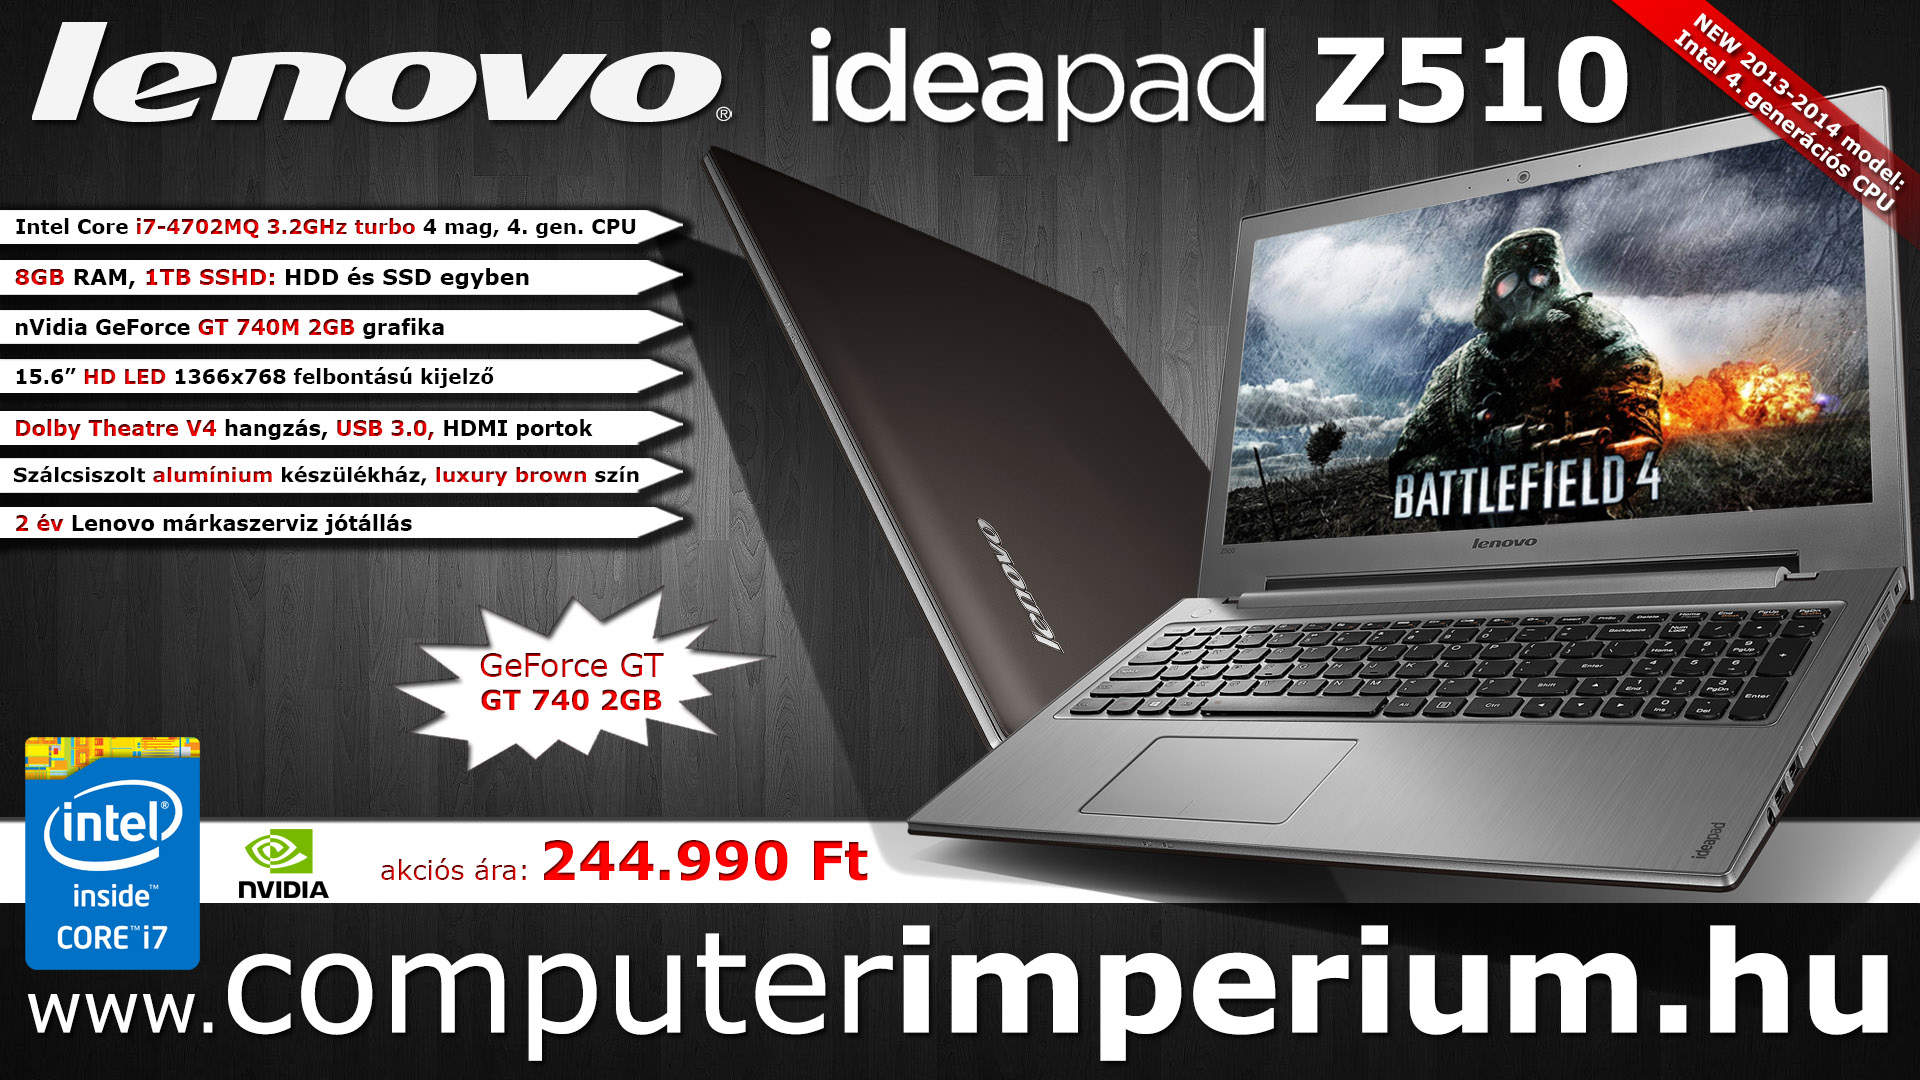 lenovo®
ideapad Z510
NEW 2013-2014 model:
Intel 4. generációs CPU
Intel Core i7-4702MQ 3.2GHz turbo 4 mag, 4. gen. CPU
8GB RAM, 1TB SSHD: HDD és SSD egyben
nVidia GeForce GT 740M 2GB grafika
15.6” HD LED 1366x768 felbontású kijelző
Dolby Theatre V4 hangzás, USB 3.0, HDMI portok
Szálcsiszolt alumínium készülékház, luxury brown szín
2 év Lenovo márkaszerviz jótállás
lenovo
BATTLEFIELD 4
lenovo
Z500
GeForce GT
GT 740 2GB
ideapad
intel®
inside™
CORE™ i7
NVIDIA
akciós ára: 244.990 Ft
www.computerimperium.hu